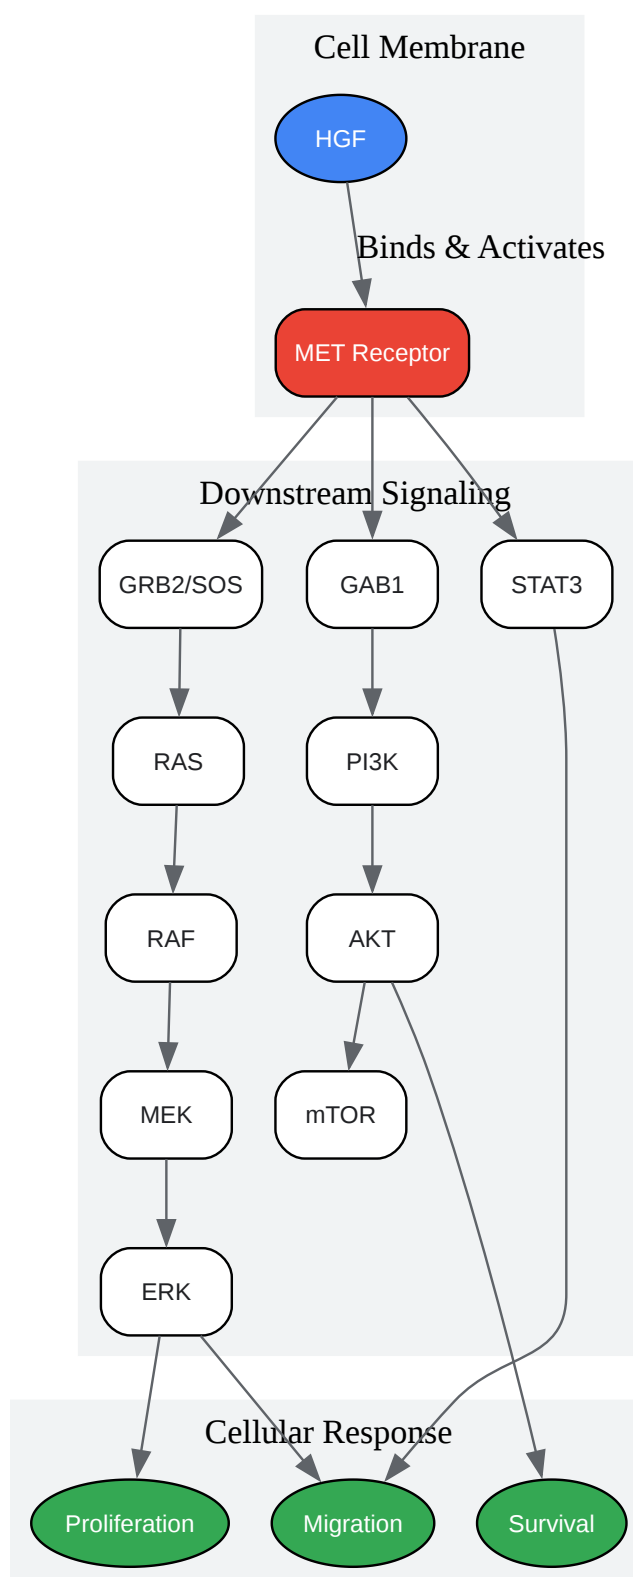 Cell Membrane
HGF
Binds & Activates
MET Receptor
Downstream Signaling
GRB2/SOS
GAB1
STAT3
RAS
PI3K
RAF
AKT
MEK
mTOR
ERK
Cellular Response
Proliferation
Migration
Survival